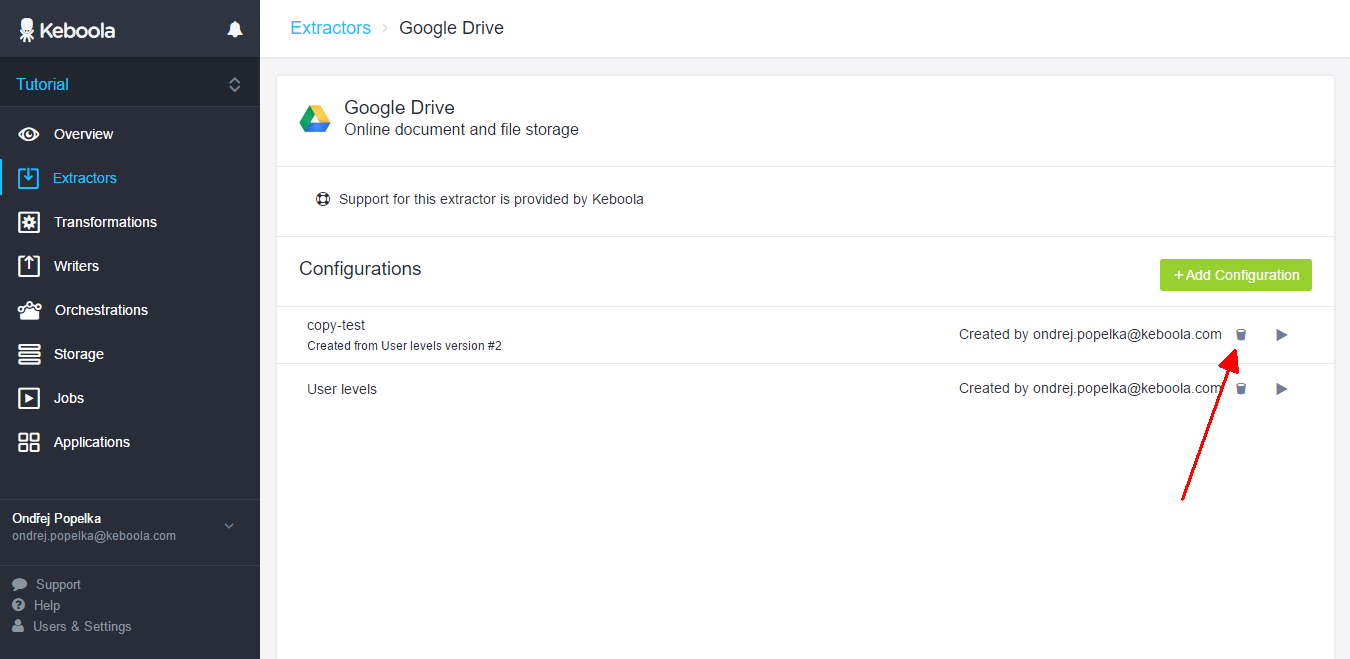 Keboola
Tutorial
Overview
Extractors
Transformations
Writers
Orchestrations
Storage
Jobs
Applications
Ondřej Popelka
ondrej.popelka@keboola.com
Support
Help
Users & Settings
Extractors › Google Drive
Google Drive
Online document and file storage
Support for this extractor is provided by Keboola
Configurations
+ Add Configuration
copy-test
Created from User levels version #2
Created by ondrej.popelka@keboola.com
User levels
Created by ondrej.popelka@keboola.com